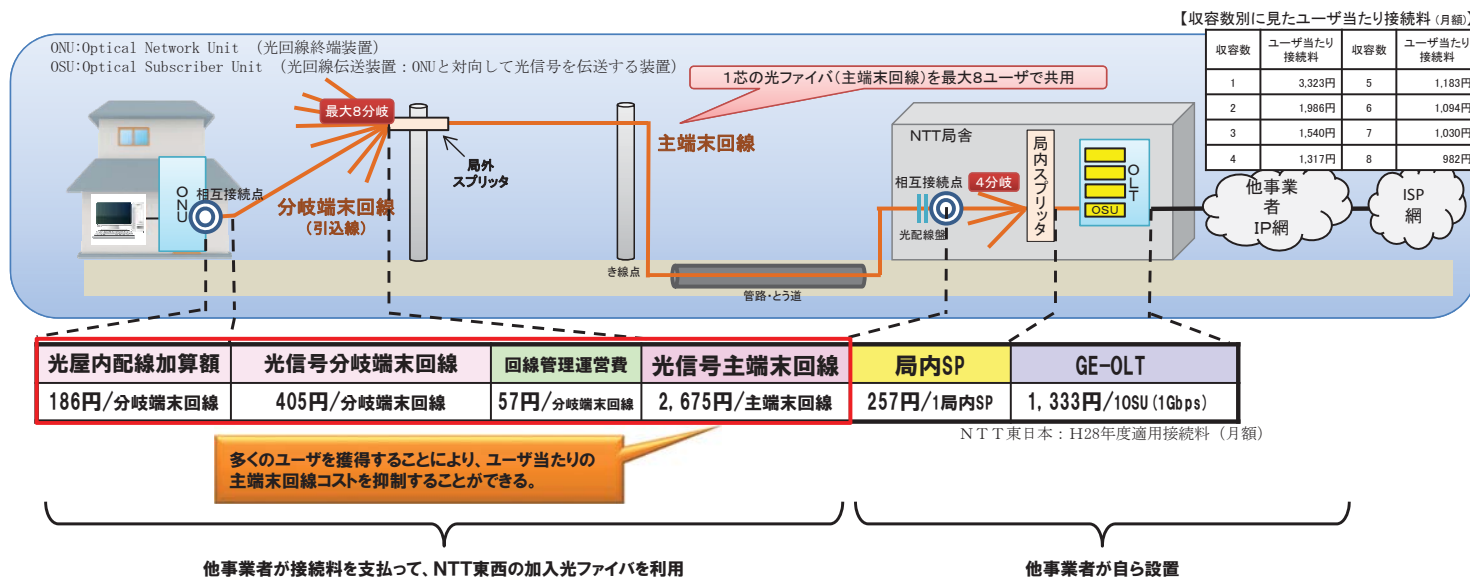 【収容数別に見たユーザ当たり接続料(月額)】
収容数 ユーザ当たり接続料 収容数 ユーザ当たり接続料
1 3,323円 5 1,183円
2 1,986円 6 1,094円
3 1,540円 7 1,030円
4 1,317円 8 982円
ONU:Optical Network Unit （光回線終端装置）
OSU:Optical Subscriber Unit （光回線伝送装置：ONUと対向して光信号を伝送する装置）
1芯の光ファイバ(主端末回線)を最大8ユーザで共用
最大8分岐
局外
スプリッタ
主端末回線
ONU
相互接続点
分岐端末回線
(引込線)
き線点
管路・とう道
NTT局舎
相互接続点
光配線盤
4分岐
局内スプリッタ
OLT
OSU
他事業
者
IP網
ISP
網
光屋内配線加算額 光信号分岐端末回線 回線管理運営費 光信号主端末回線 局内SP GE-OLT
186円/分岐端末回線 405円/分岐端末回線 57円/分岐端末回線 2,675円/主端末回線 257円/1局内SP 1,333円/1OSU(1Gbps)
NTT東日本：H28年度適用接続料（月額）
多くのユーザを獲得することにより、ユーザ当たりの
主端末回線コストを抑制することができる。
他事業者が接続料を支払って、NTT東西の加入光ファイバを利用
他事業者が自ら設置